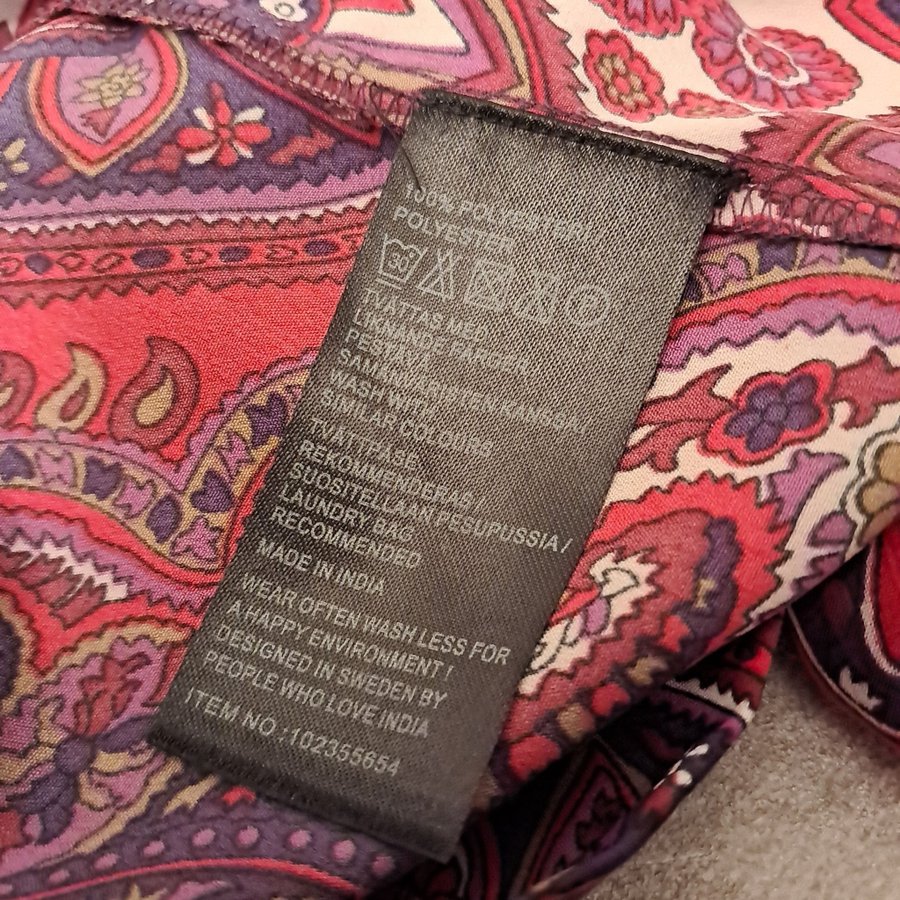 100% POLYESTERI/
POLYESTER
30
P
TVÄTTAS MED
LIKNANDE FÄRGER
PESTÄVÄ
SAMANVÄRISTEN KANSSA
WASH WITH
SIMILAR COLOURS
TVÄTTPÅSE
REKOMMENDERAS /
SUOSITELLAAN PESUPUSSIA /
LAUNDRY BAG
RECOMMENDED
MADE IN INDIA
WEAR OFTEN WASH LESS FOR
A HAPPY ENVIRONMENT !
DESIGNED IN SWEDEN BY
PEOPLE WHO LOVE INDIA
ITEM NO.:102355654